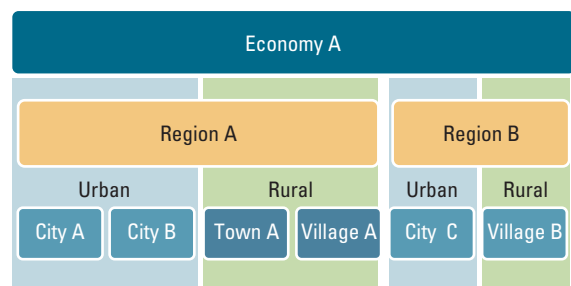 Economy A
Region A Region B
Urban Rural Urban Rural
City A City B Town A Village A City C Village B